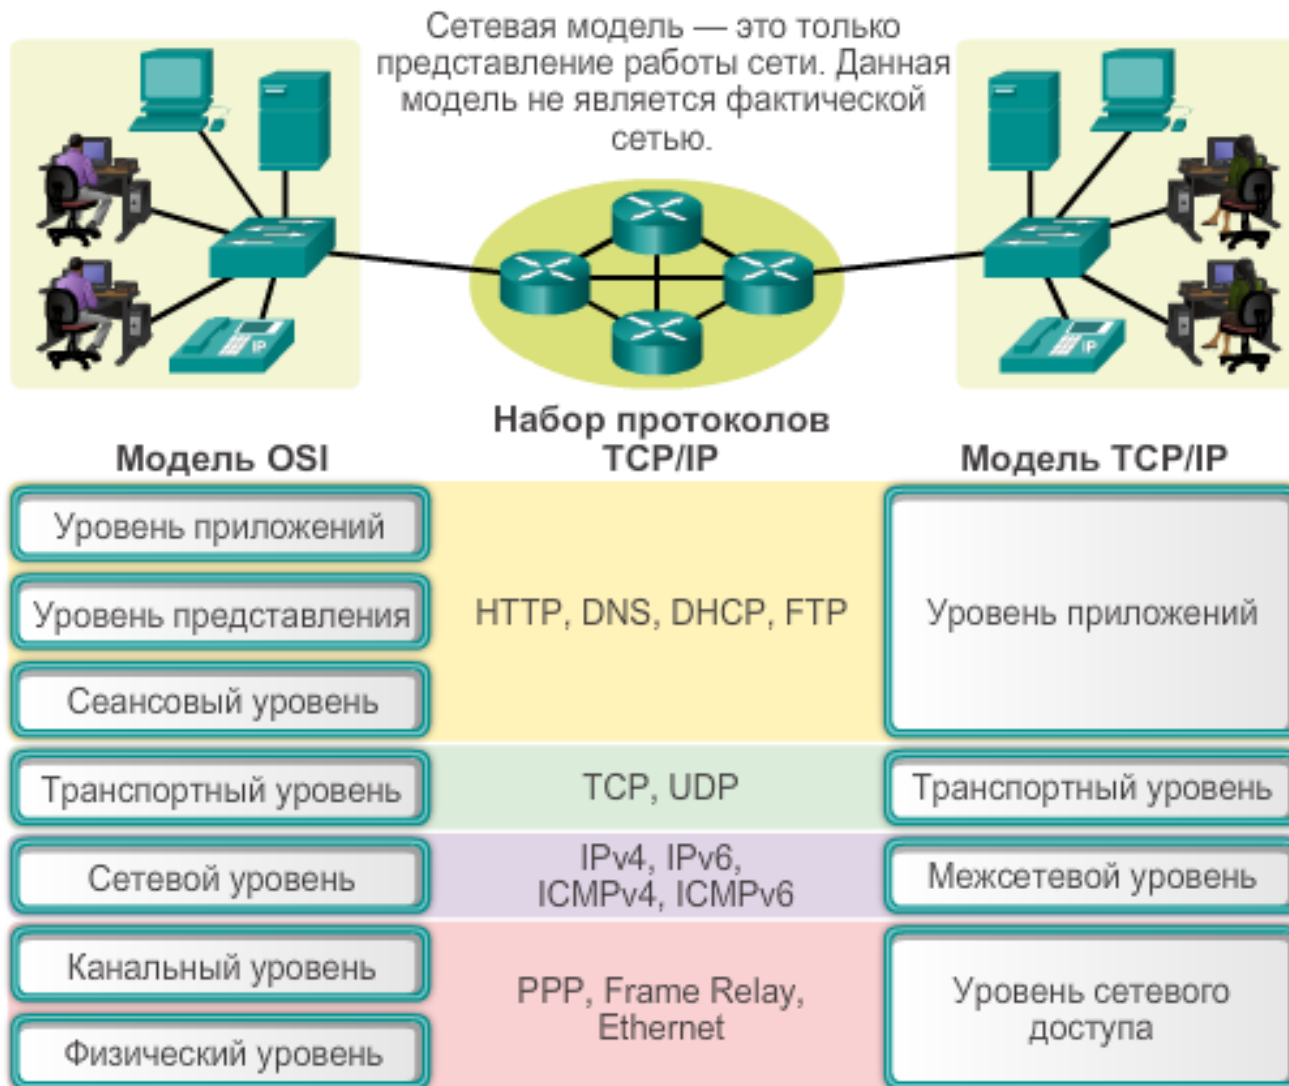 Сетевая модель — это только
представление работы сети. Данная
модель не является фактической
сетью.
IP
IP
Набор протоколов
TCP/IP
Модель OSI
Модель TCP/IP
Уровень приложений
Уровень представления
Сеансовый уровень
HTTP, DNS, DHCP, FTP
Уровень приложений
Транспортный уровень
TCP, UDP
Транспортный уровень
Сетевой уровень
IPv4, IPv6,
ICMPv4, ICMPv6
Межсетевой уровень
Канальный уровень
Физический уровень
PPP, Frame Relay,
Ethernet
Уровень сетевого
доступа